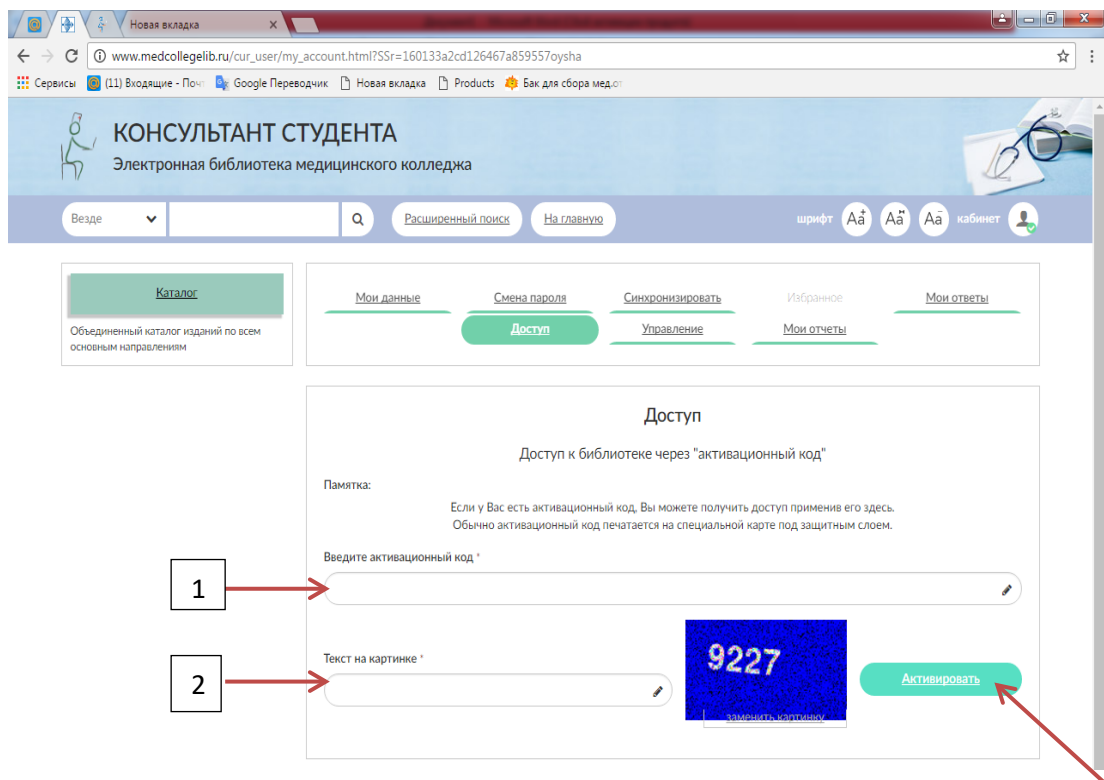 Новая вкладка
www.medcollegelib.ru/cur_user/my_account.html?SSr=160133a2cd126467a859557oysha
Сервисы (11) Входящие - Поч Google Переводчик Новая вкладка Products Бак для сбора мед.от
КОНСУЛЬТАНТ СТУДЕНТА
Электронная библиотека медицинского колледжа
Везде Расширенный поиск На главную шрифт Aa Aa Aa кабинет
Каталог
Объединенный каталог изданий по всем
основным направлениям
Мои данные Смена пароля Синхронизировать Избранное Мои ответы
Доступ Управление Мои отчеты
Доступ
Доступ к библиотеке через "активационный код"
Памятка:
Если у Вас есть активационный код, Вы можете получить доступ применив его здесь.
Обычно активационный код печатается на специальной карте под защитным слоем.
Введите активационный код *
1
Текст на картинке *
2
9227
Активировать
заменить картинку